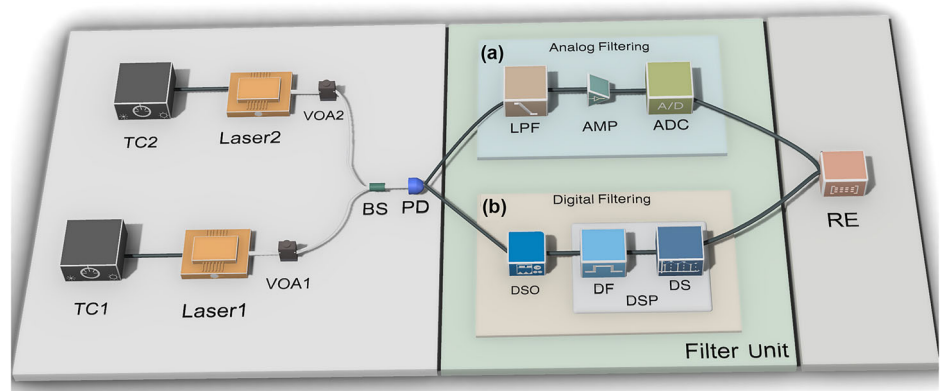 TC2
Laser2
VOA2
TC1
Laser1
VOA1
BS
PD
(a)
Analog Filtering
LPF
AMP
A/D
ADC
(b)
Digital Filtering
DSO
DF
DS
DSP
Filter Unit
RE